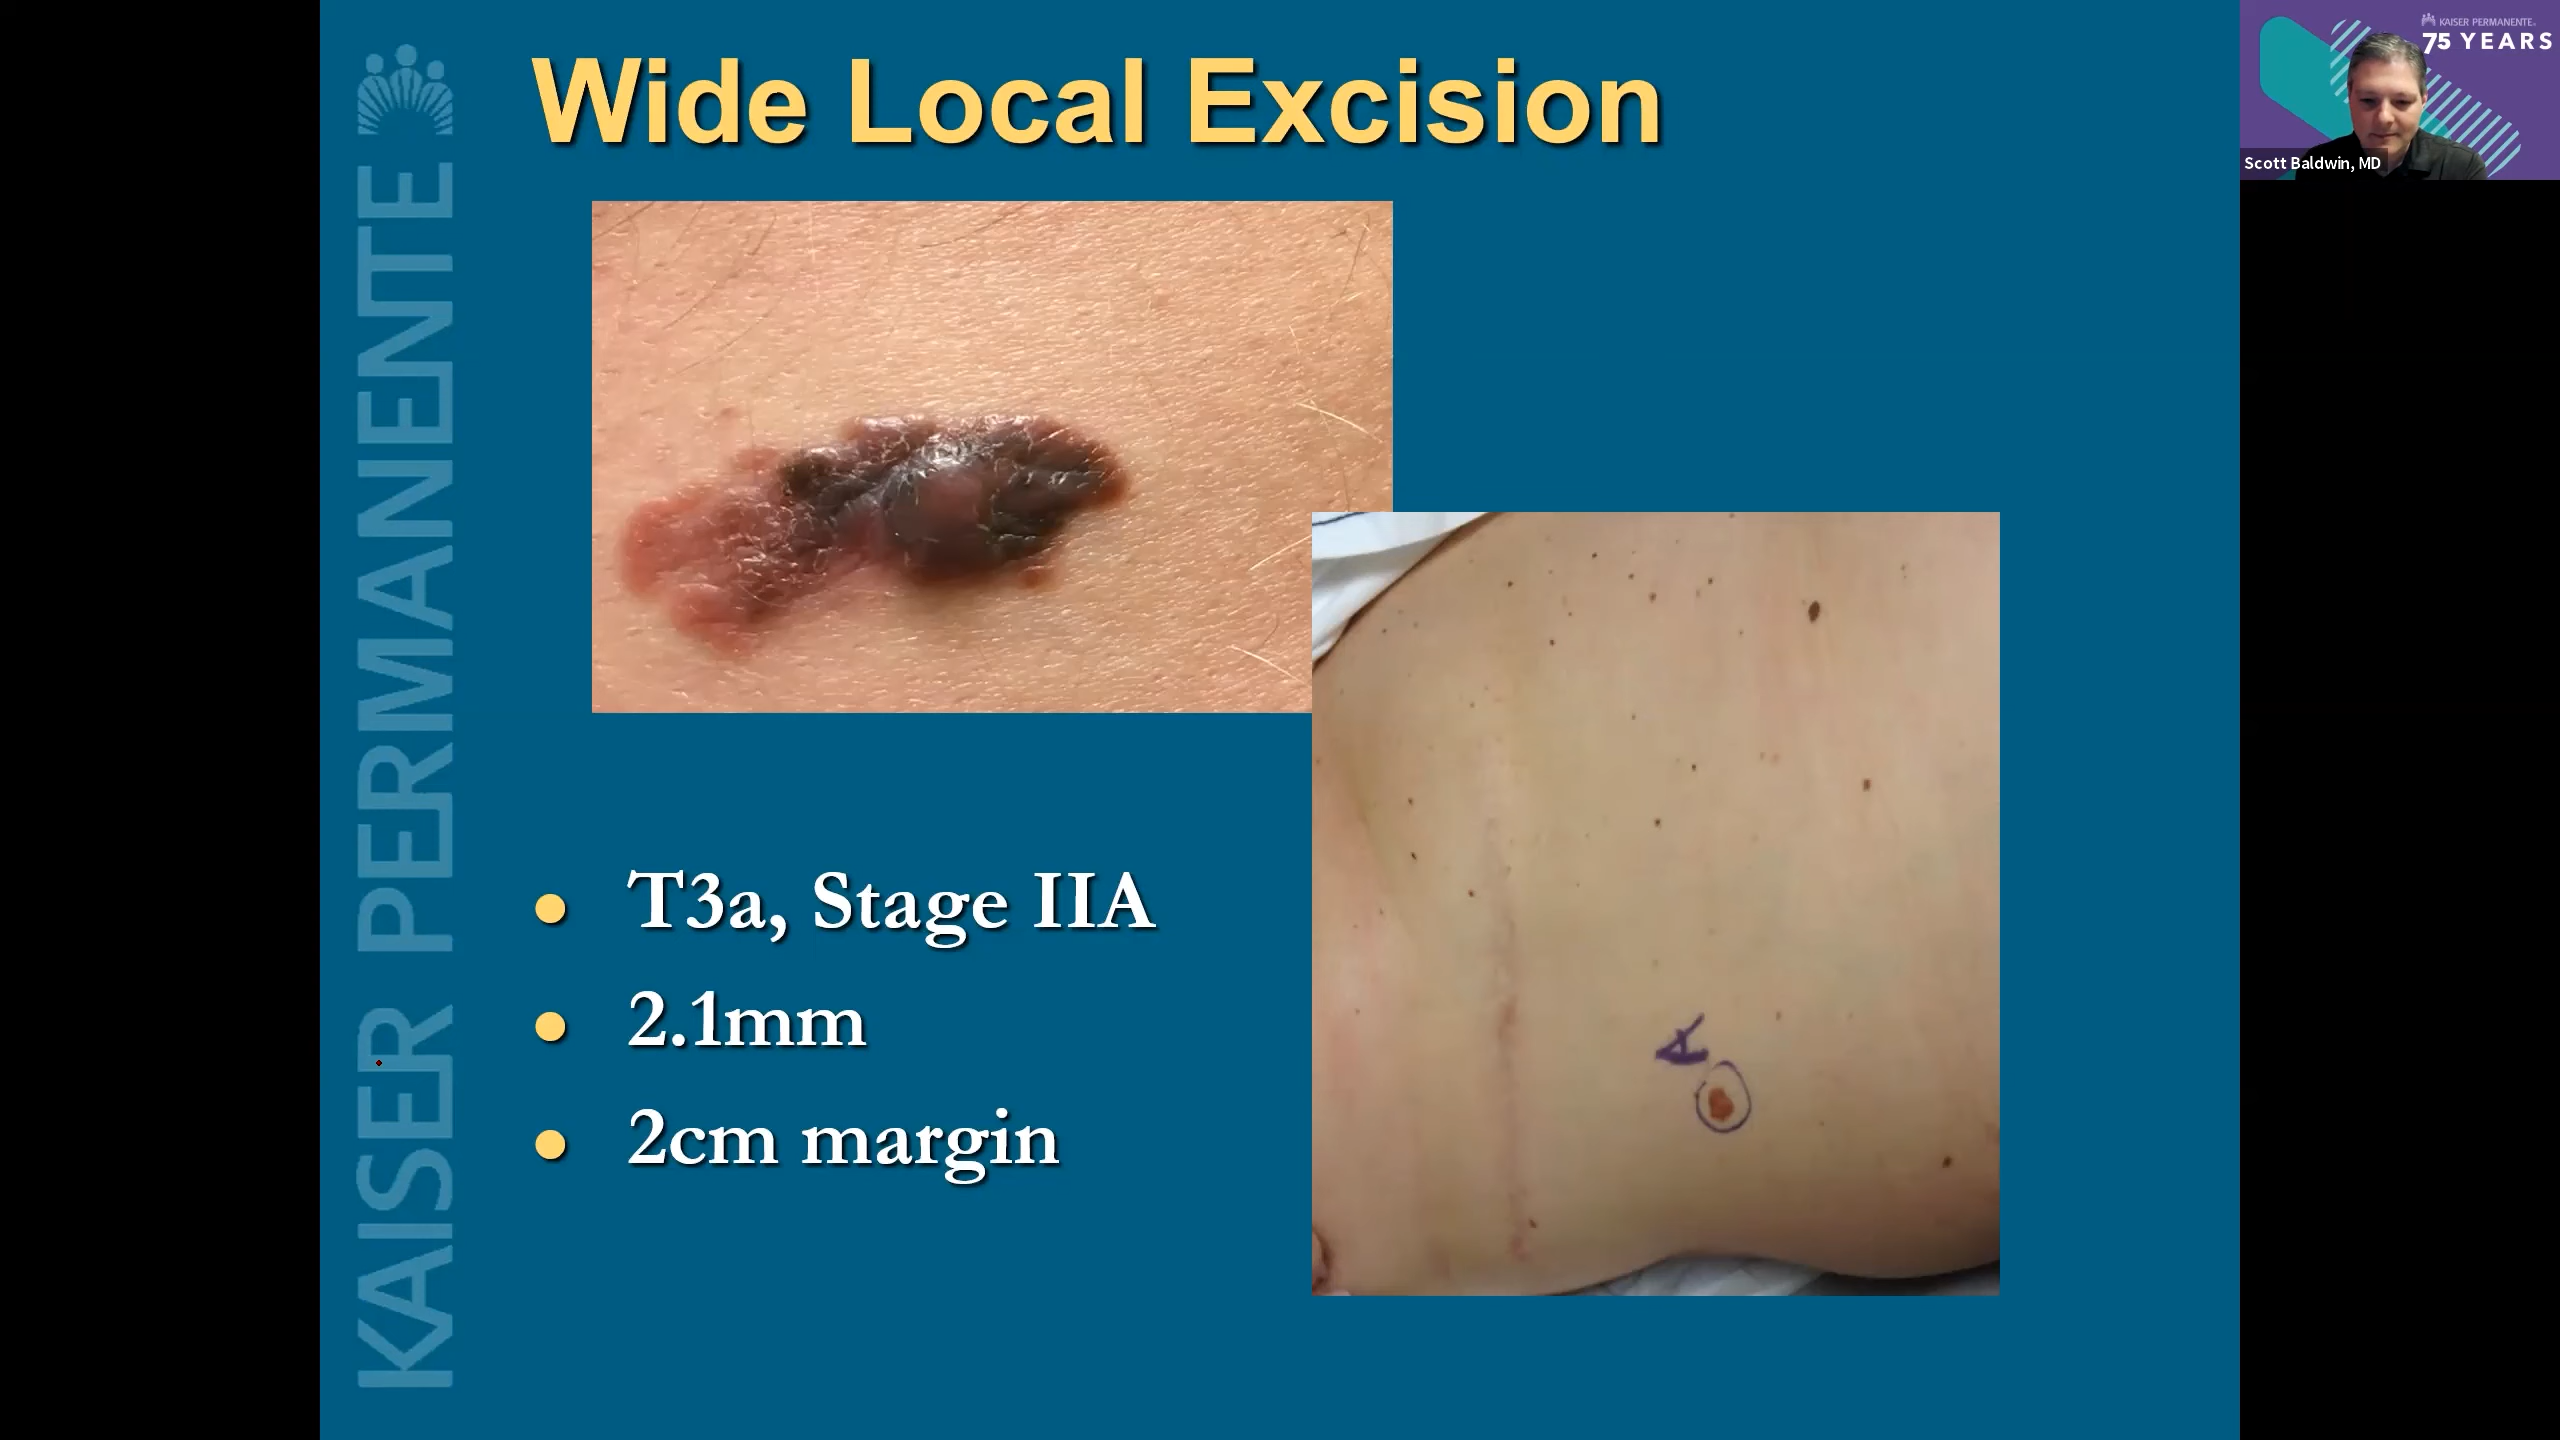 Wide Local Excision
KAISER PERMANENTE
T3a, Stage IIA
2.1mm
2cm margin
A
KAISER PERMANENTE®
75 YEARS
Scott Baldwin, MD